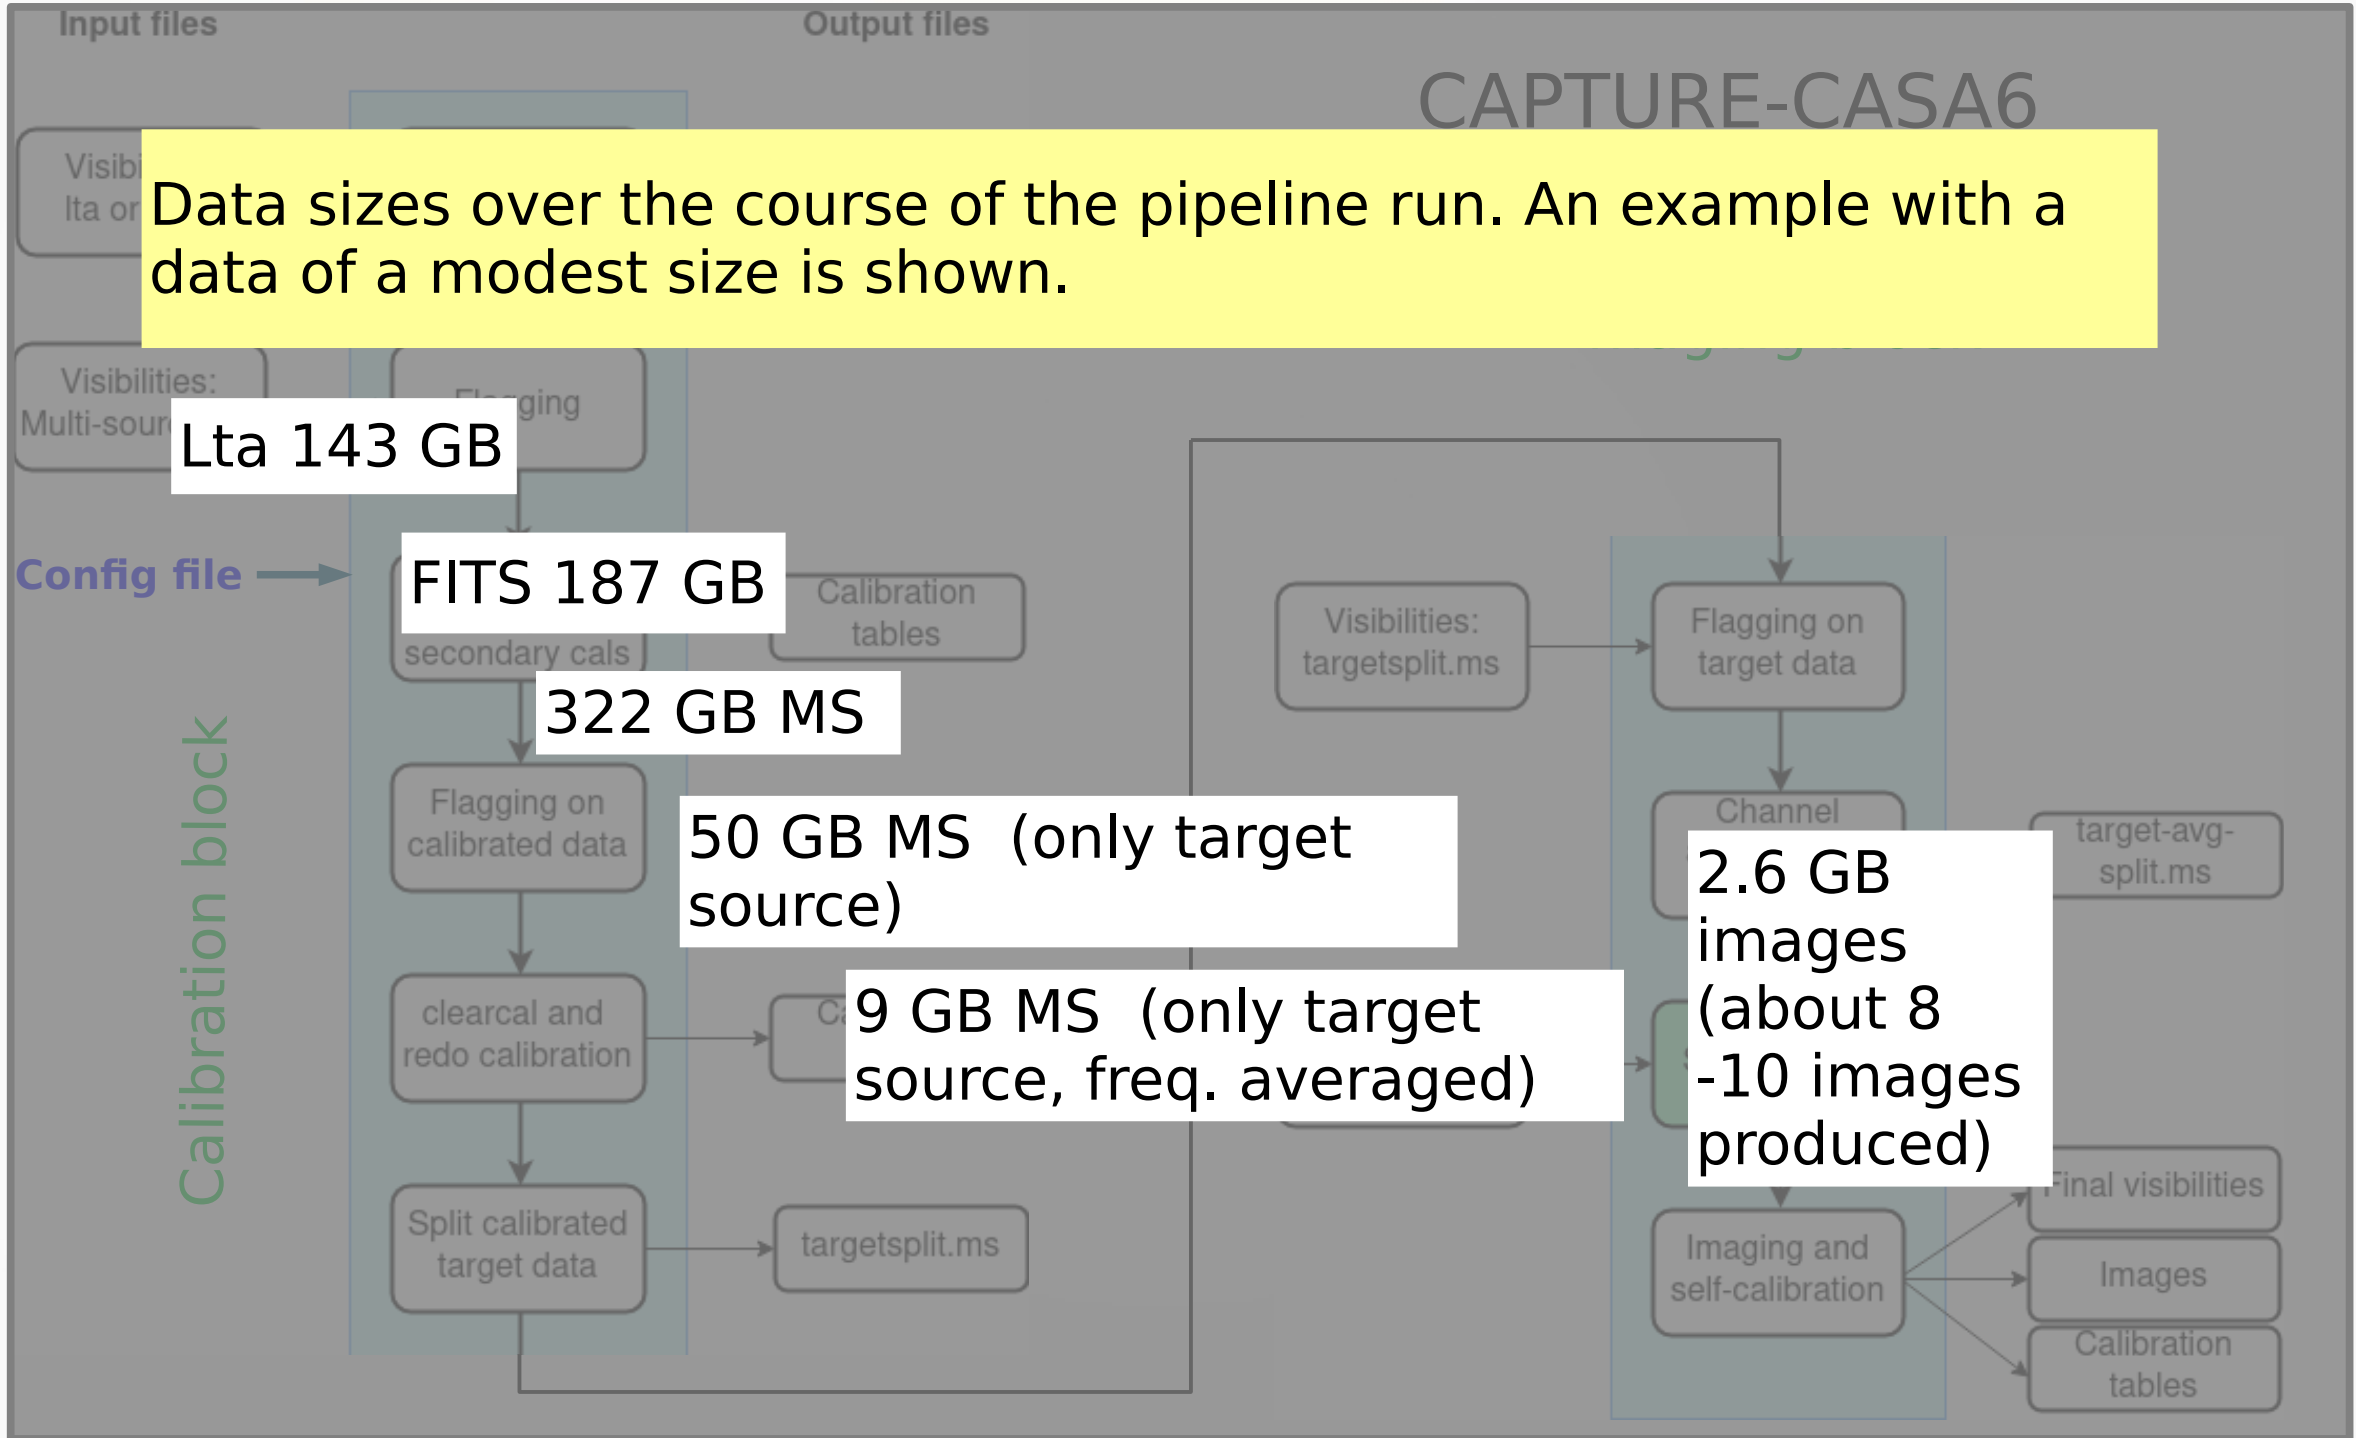 Input files
Output files
CAPTURE-CASA6
Data sizes over the course of the pipeline run. An example with a
data of a modest size is shown.
lta or
Visibilities:
Lta 143 GB
Config file
FITS 187 GB
secondary cals
Calibration
tables
322 GB MS
Calibration block
Flagging on
calibrated data
50 GB MS (only target
source)
clearcal and
redo calibration
9 GB MS (only target
source, freq. averaged)
Split calibrated
target data
targetsplit.ms
Visibilities:
targetsplit.ms
Flagging on
target data
Channel
target-avg-
split.ms
2.6 GB
images
(about 8
-10 images
produced)
Imaging and
self-calibration
Final visibilities
Images
Calibration
tables